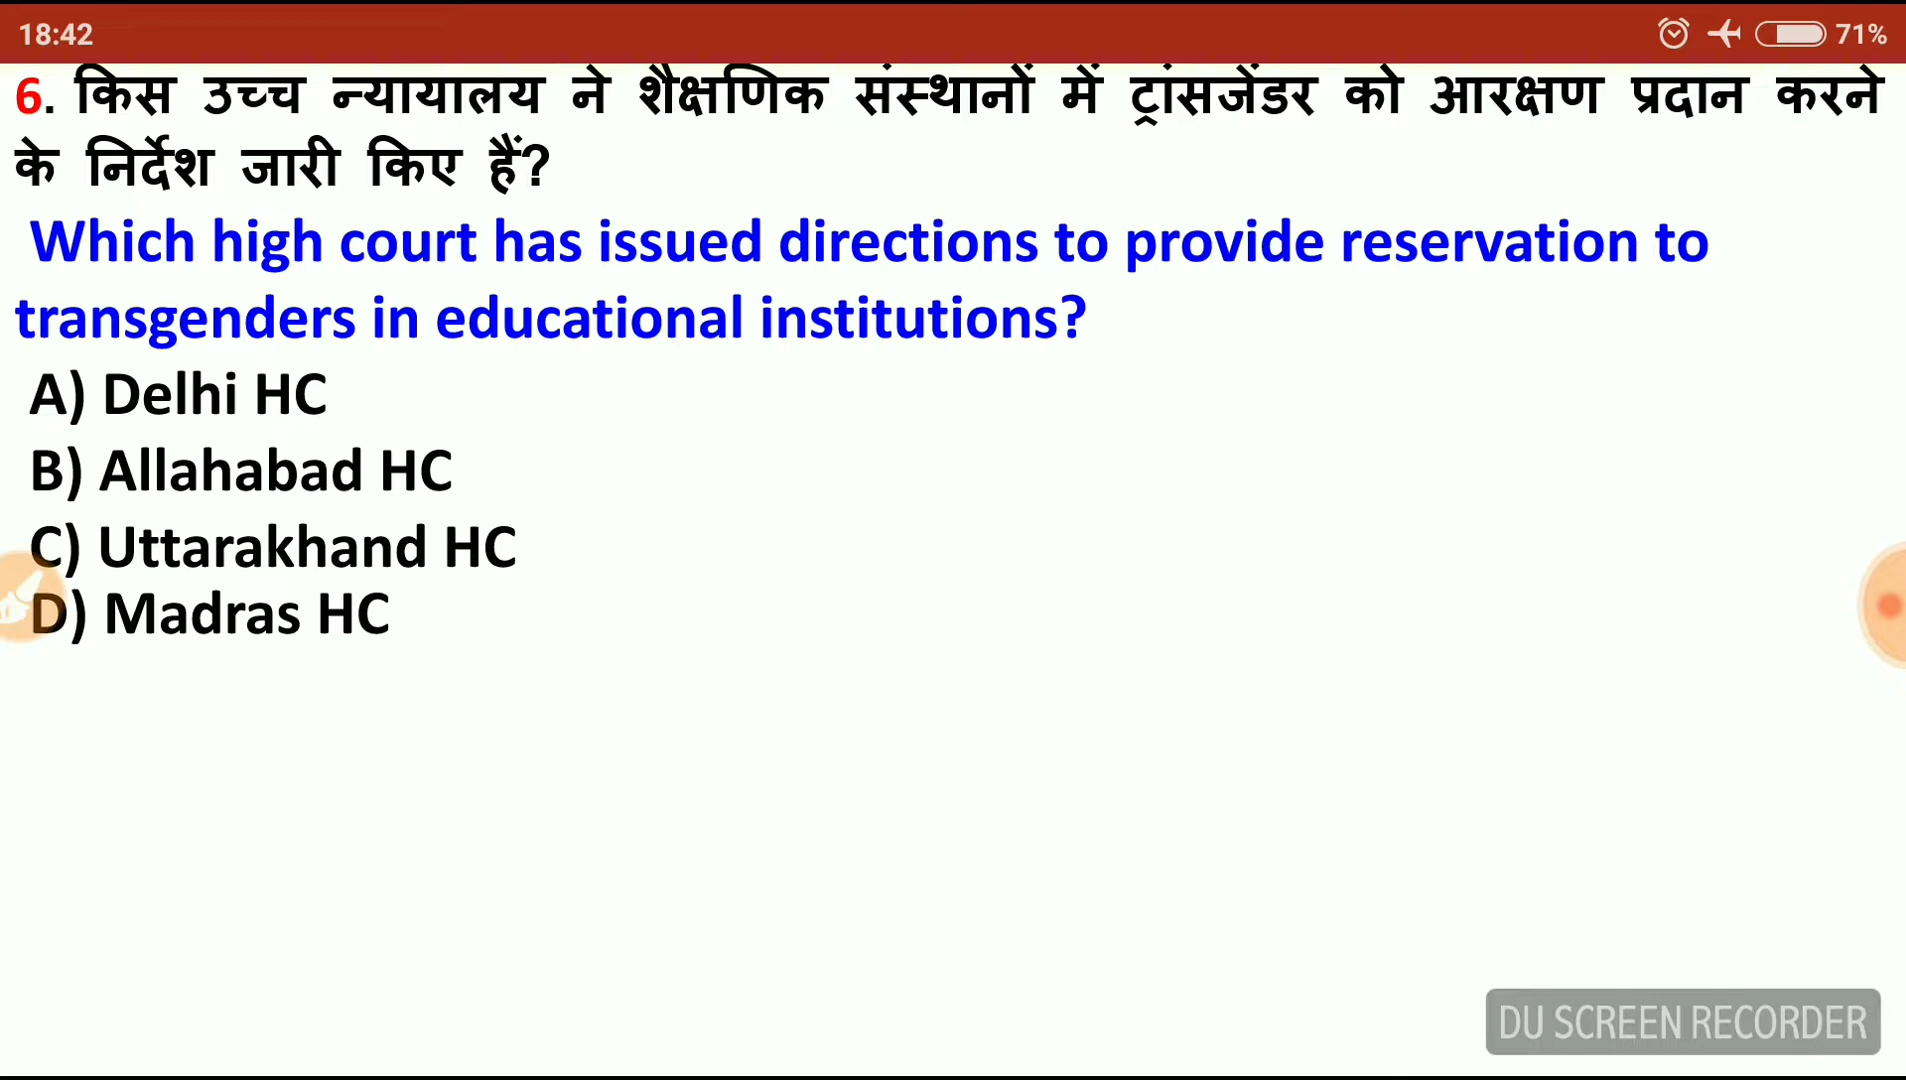 18:42
71%
6. किस उच्च न्यायालय ने शैक्षणिक संस्थानों में ट्रांसजेंडर को आरक्षण प्रदान करने
के निर्देश जारी किए हैं?
Which high court has issued directions to provide reservation to
transgenders in educational institutions?
A) Delhi HC
B) Allahabad HC
C) Uttarakhand HC
D) Madras HC
DU SCREEN RECORDER